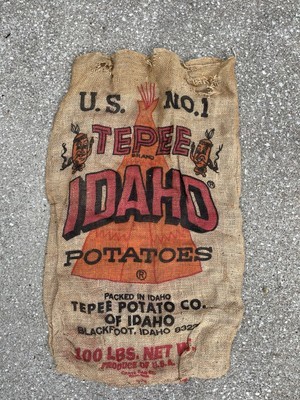 U.S. NO.1
TEPEE
BRAND
IDAHO®
POTATOES
®
PACKED IN IDAHO
TEPEE POTATO CO.
OF IDAHO
BLACKFOOT, IDAHO
100 LBS. NET WT.
PRODUCE OF U.S.A.